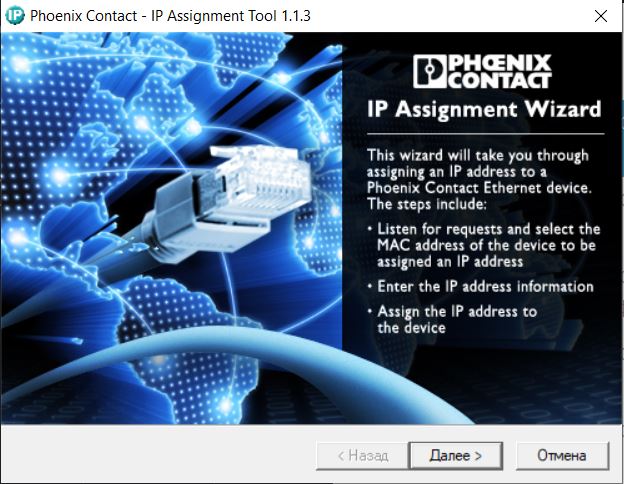 IP Phoenix Contact - IP Assignment Tool 1.1.3
PHŒNIX
CONTACT
IP Assignment Wizard
This wizard will take you through
assigning an IP address to a
Phoenix Contact Ethernet device.
The steps include:
• Listen for requests and select the
MAC address of the device to be
assigned an IP address
• Enter the IP address information
• Assign the IP address to
the device
< Назад Далее > Отмена